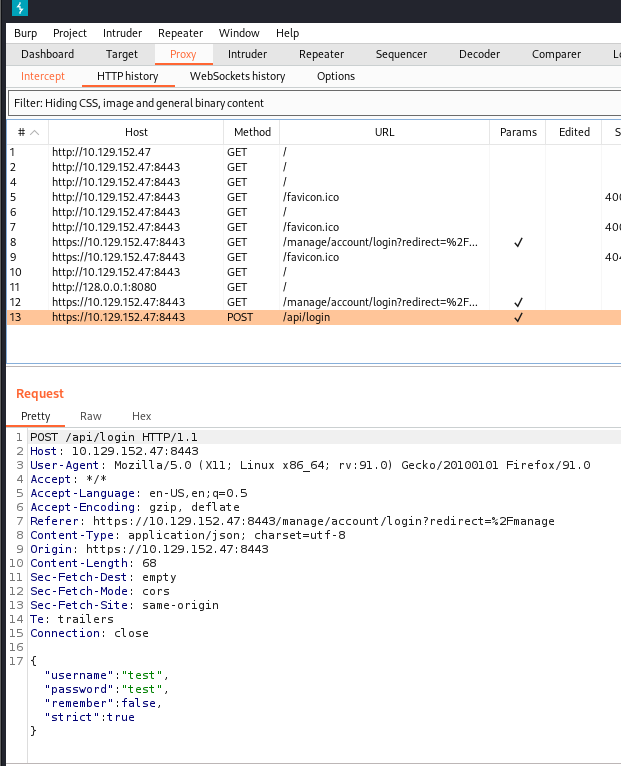 Burp Project Intruder Repeater Window Help
Dashboard Target Proxy Intruder Repeater Sequencer Decoder Comparer
Intercept HTTP history WebSockets history Options
Filter: Hiding CSS, image and general binary content
# Host Method URL Params Edited S
1 http://10.129.152.47 GET /
2 http://10.129.152.47:8443 GET /
4 http://10.129.152.47:8443 GET /
5 http://10.129.152.47:8443 GET /favicon.ico 400
6 http://10.129.152.47:8443 GET /
7 http://10.129.152.47:8443 GET /favicon.ico 400
8 https://10.129.152.47:8443 GET /manage/account/login?redirect=%2F... ✓
9 https://10.129.152.47:8443 GET /favicon.ico 404
10 http://10.129.152.47:8443 GET /
11 http://128.0.0.1:8080 GET /
12 https://10.129.152.47:8443 GET /manage/account/login?redirect=%2F... ✓
13 https://10.129.152.47:8443 POST /api/login ✓
Request
Pretty Raw Hex
1 POST /api/login HTTP/1.1
2 Host: 10.129.152.47:8443
3 User-Agent: Mozilla/5.0 (X11; Linux x86_64; rv:91.0) Gecko/20100101 Firefox/91.0
4 Accept: */*
5 Accept-Language: en-US,en;q=0.5
6 Accept-Encoding: gzip, deflate
7 Referer: https://10.129.152.47:8443/manage/account/login?redirect=%2Fmanage
8 Content-Type: application/json; charset=utf-8
9 Origin: https://10.129.152.47:8443
10 Content-Length: 68
11 Sec-Fetch-Dest: empty
12 Sec-Fetch-Mode: cors
13 Sec-Fetch-Site: same-origin
14 Te: trailers
15 Connection: close
16
17 {
"username":"test",
"password":"test",
"remember":false,
"strict":true
}